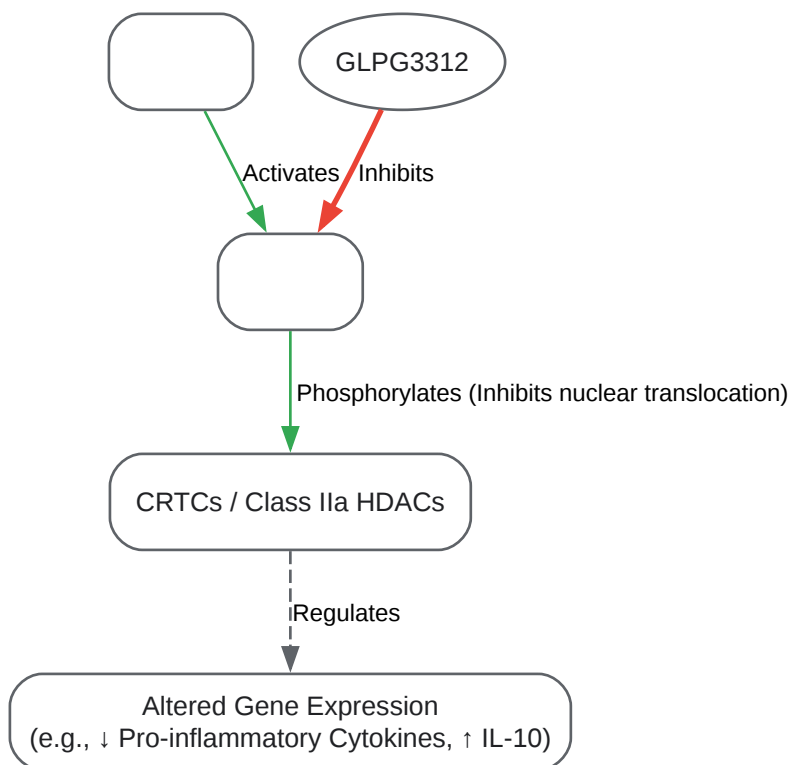 GLPG3312
Activates
Inhibits
Phosphorylates (Inhibits nuclear translocation)
CRTCs / Class IIa HDACs
Regulates
Altered Gene Expression
(e.g., ↓ Pro-inflammatory Cytokines, ↑ IL-10)